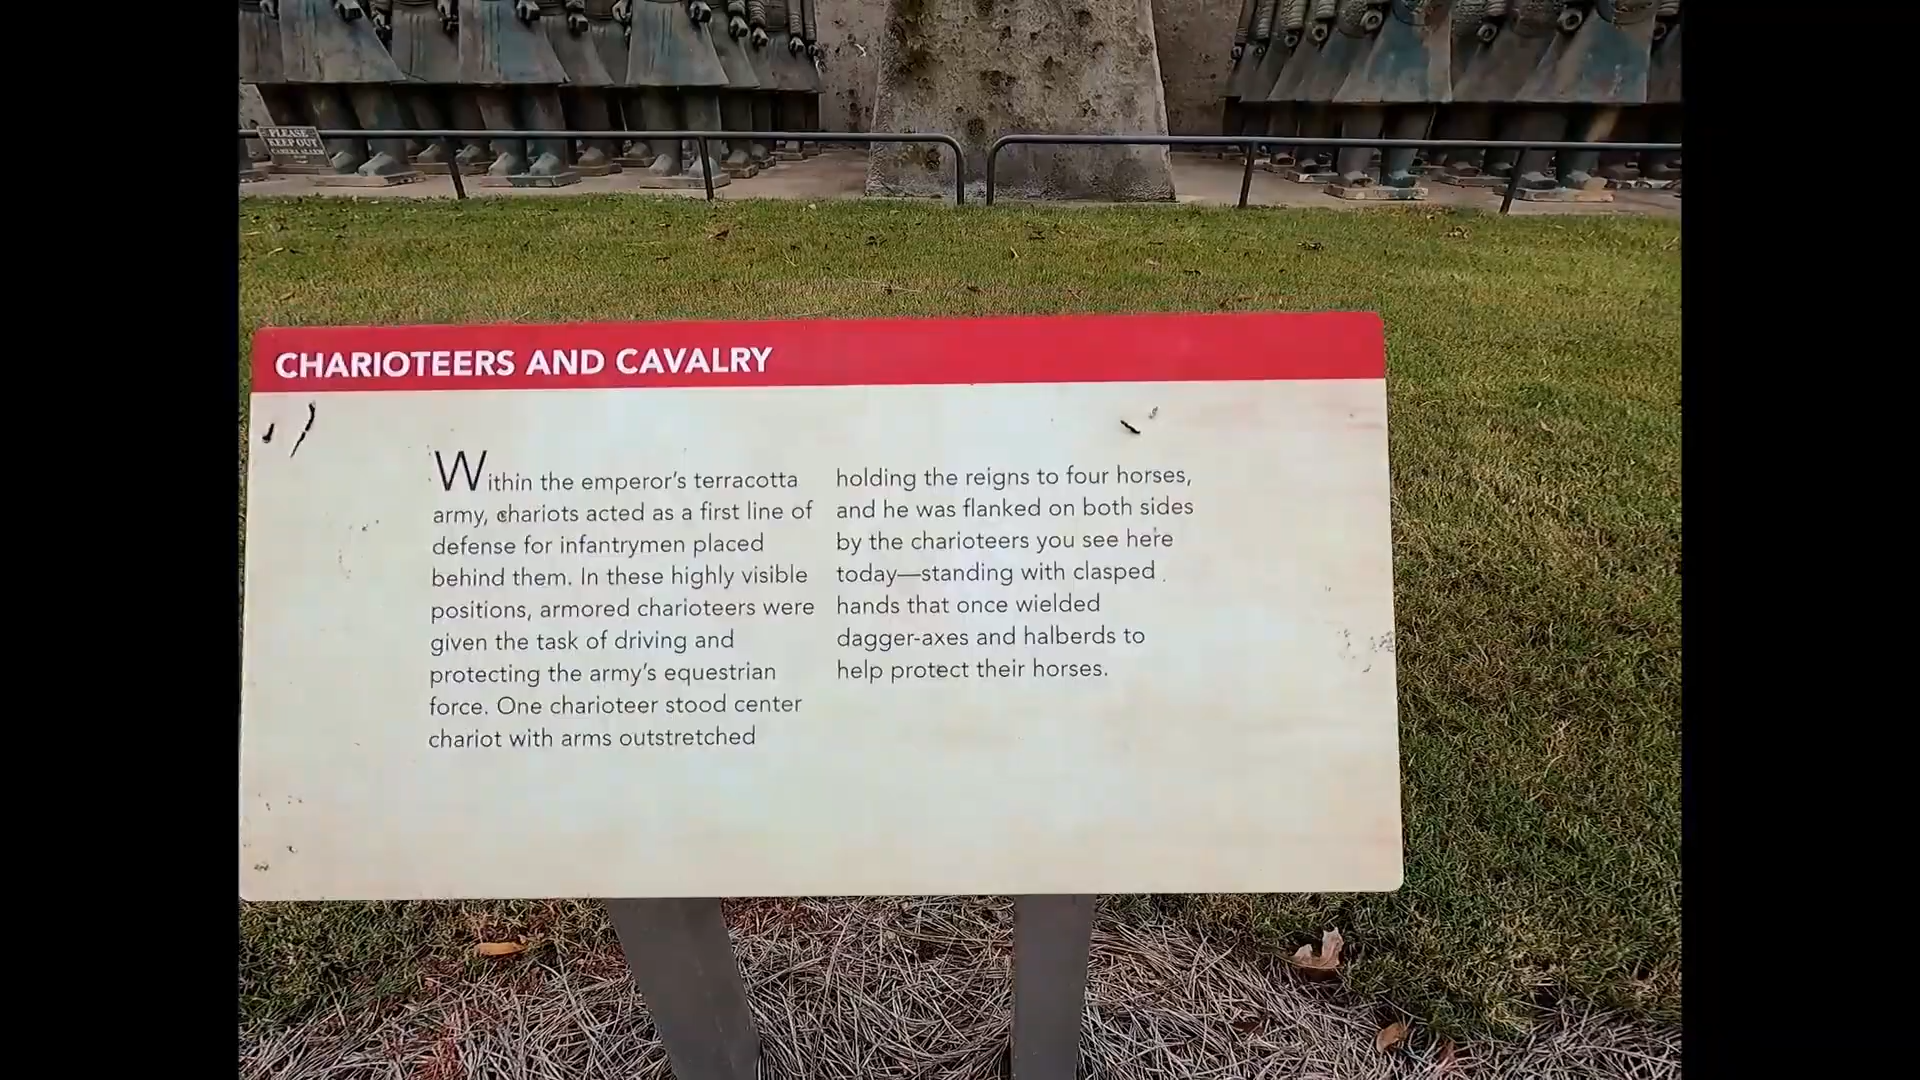 PLEASE
KEEP OUT
CHARIOTEERS AND CAVALRY
Within the emperor's terracotta
army, chariots acted as a first line of
defense for infantrymen placed
behind them. In these highly visible
positions, armored charioteers were
given the task of driving and
protecting the army's equestrian
force. One charioteer stood center
chariot with arms outstretched
holding the reigns to four horses,
and he was flanked on both sides
by the charioteers you see here
today—standing with clasped
hands that once wielded
dagger-axes and halberds to
help protect their horses.